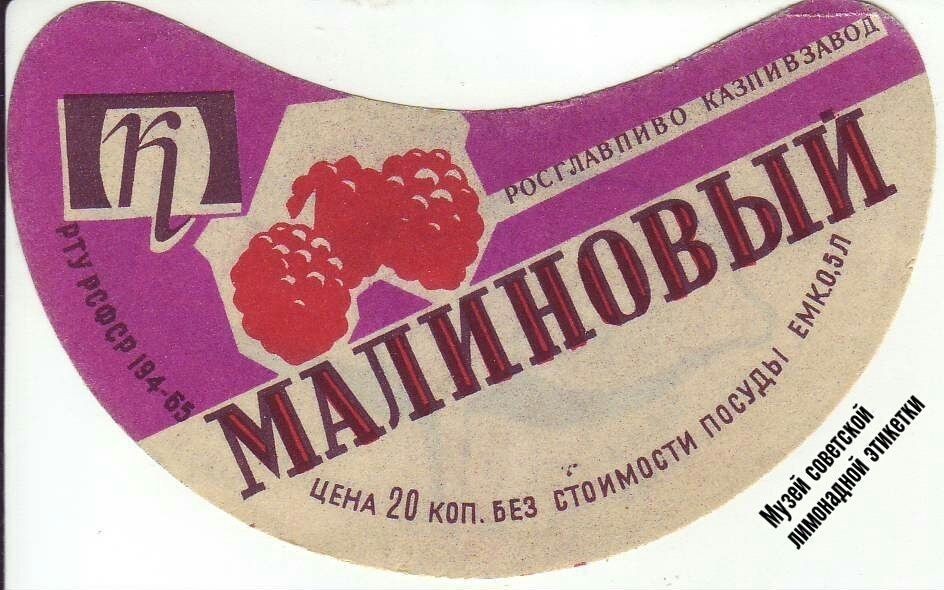 К
РОСГЛАВПИВО КАЗПИВЗАВОД
МАЛИНОВЫЙ
РТУ РСФСР 194-65
ЦЕНА 20 КОП. БЕЗ СТОИМОСТИ ПОСУДЫ ЕМК.0,5Л
Музей советской
лимонадной этикетки